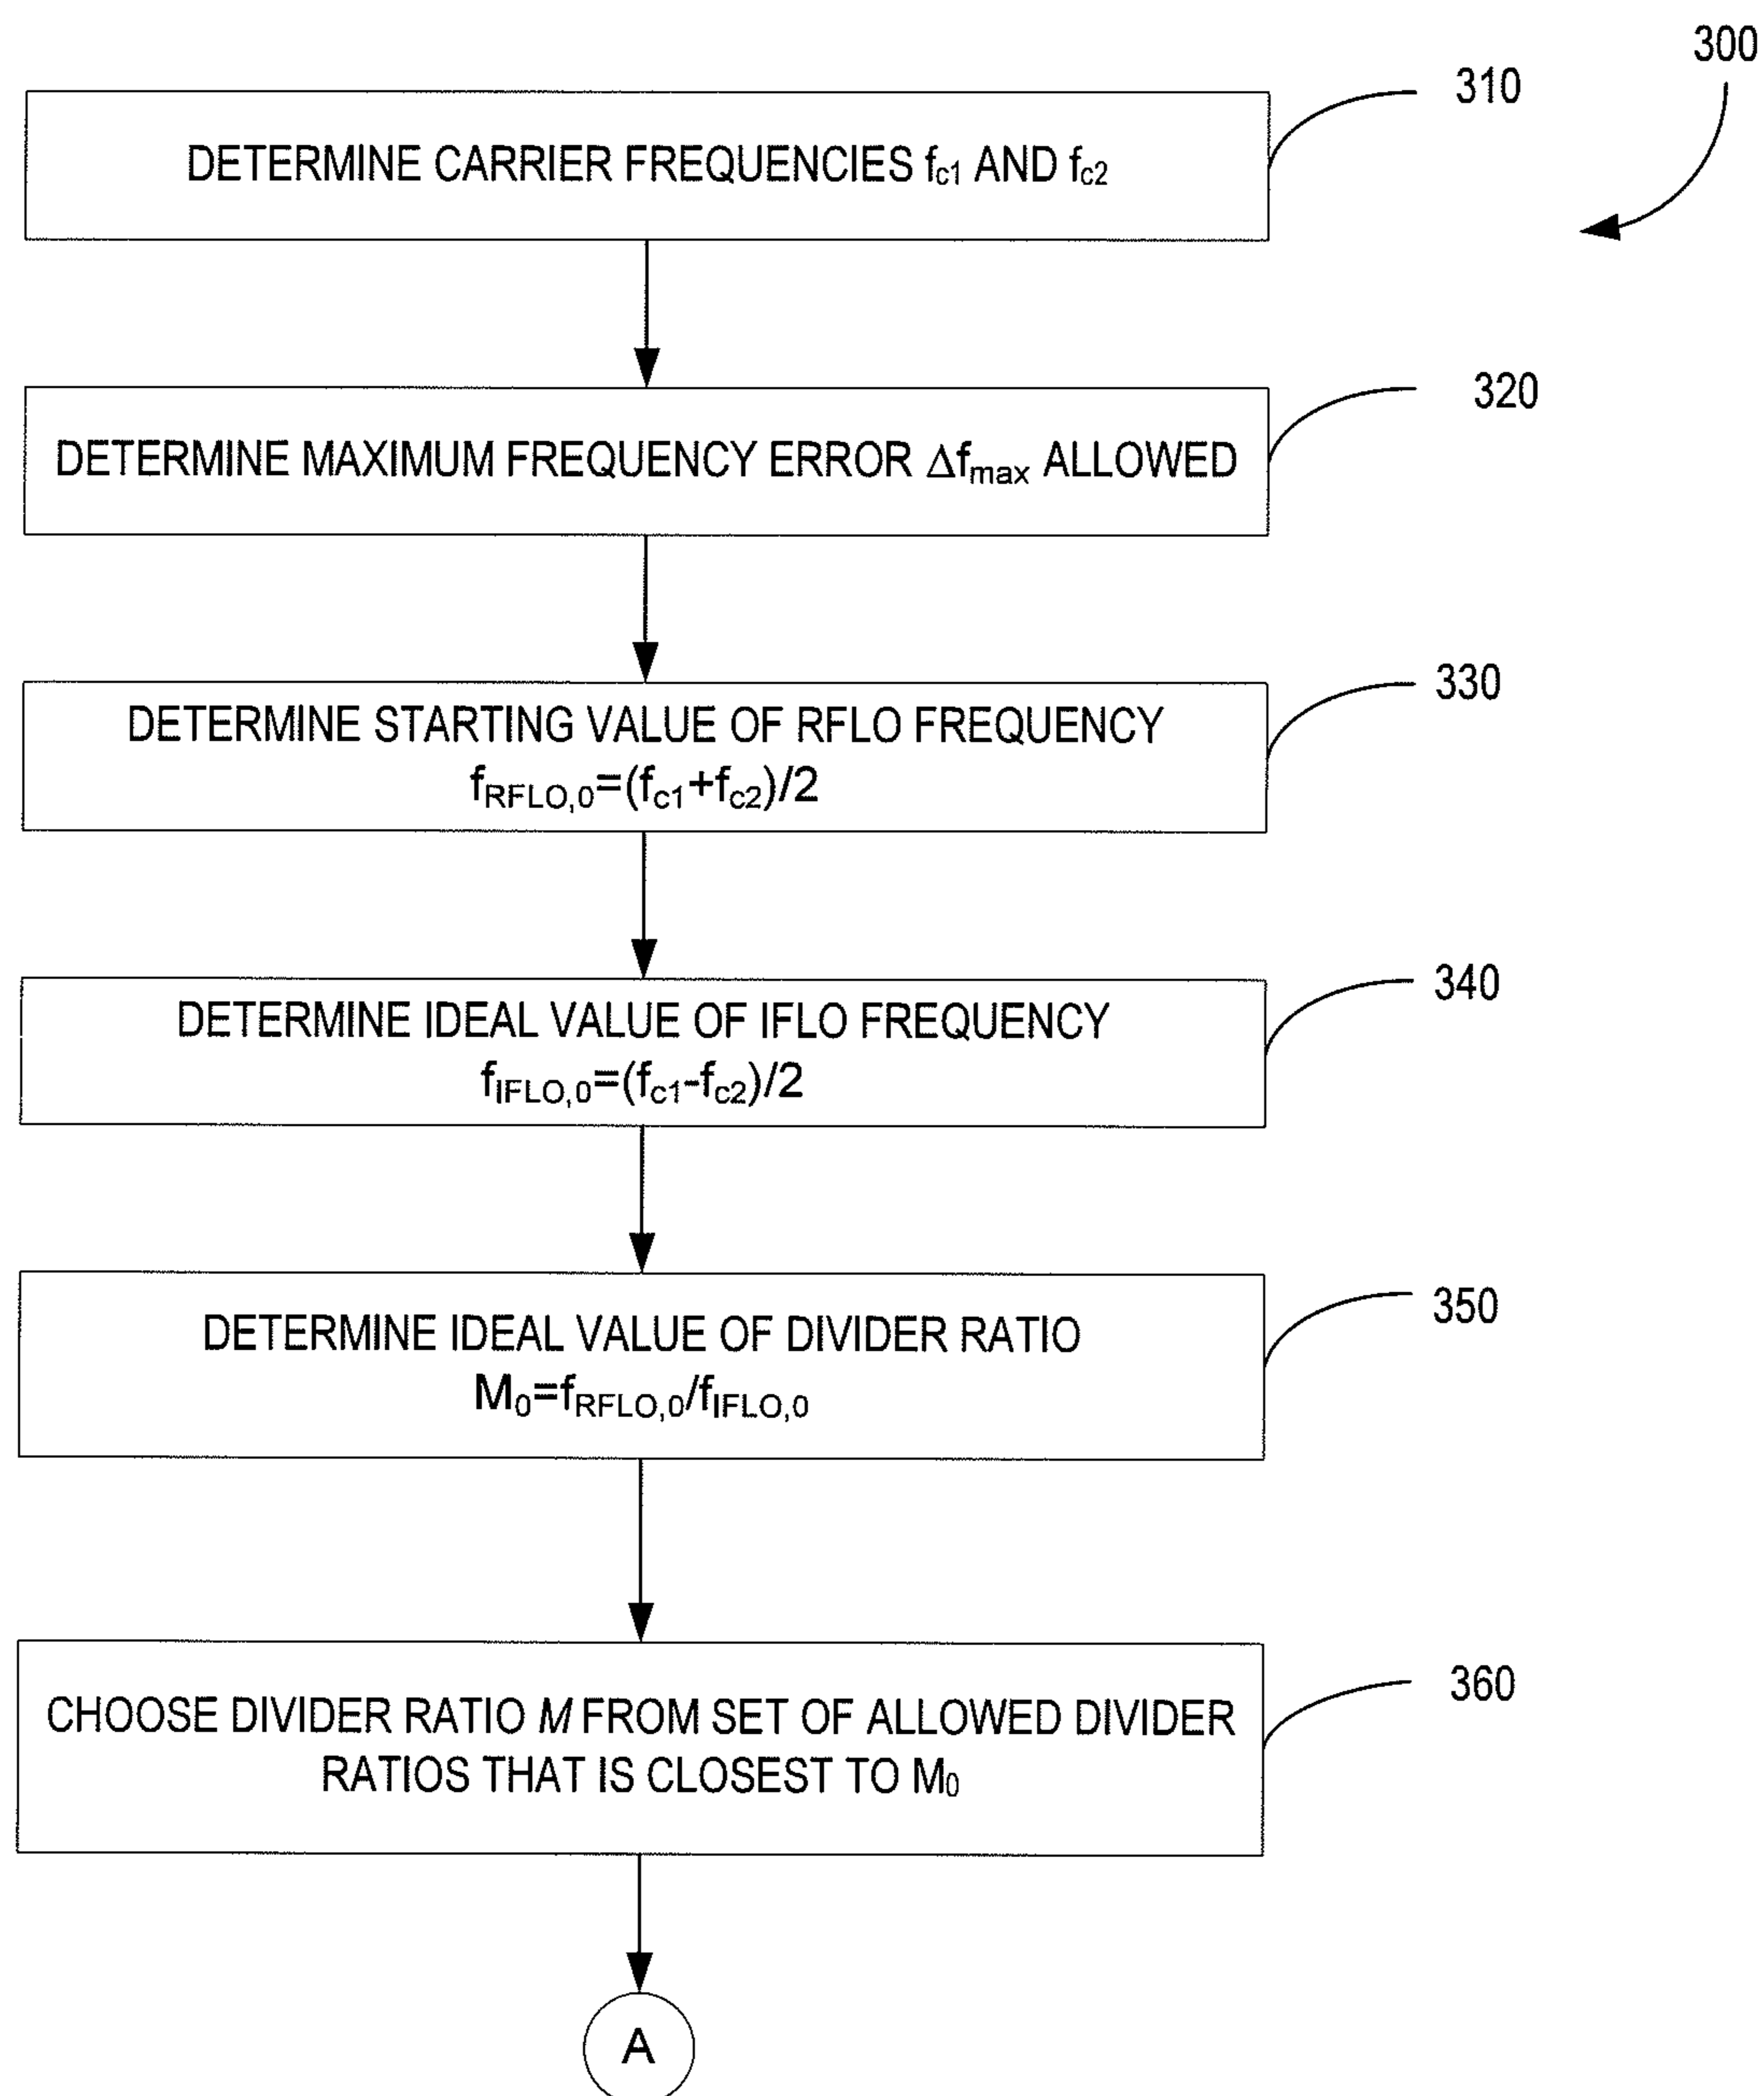 300
310
DETERMINE CARRIER FREQUENCIES fc1 AND fc2
320
DETERMINE MAXIMUM FREQUENCY ERROR Δfmax ALLOWED
330
DETERMINE STARTING VALUE OF RFLO FREQUENCY
fRFLO,0=(fc1+fc2)/2
340
DETERMINE IDEAL VALUE OF IFLO FREQUENCY
fIFLO,0=(fc1-fc2)/2
350
DETERMINE IDEAL VALUE OF DIVIDER RATIO
M0=fRFLO,0/fIFLO,0
360
CHOOSE DIVIDER RATIO M FROM SET OF ALLOWED DIVIDER
RATIOS THAT IS CLOSEST TO M0
A